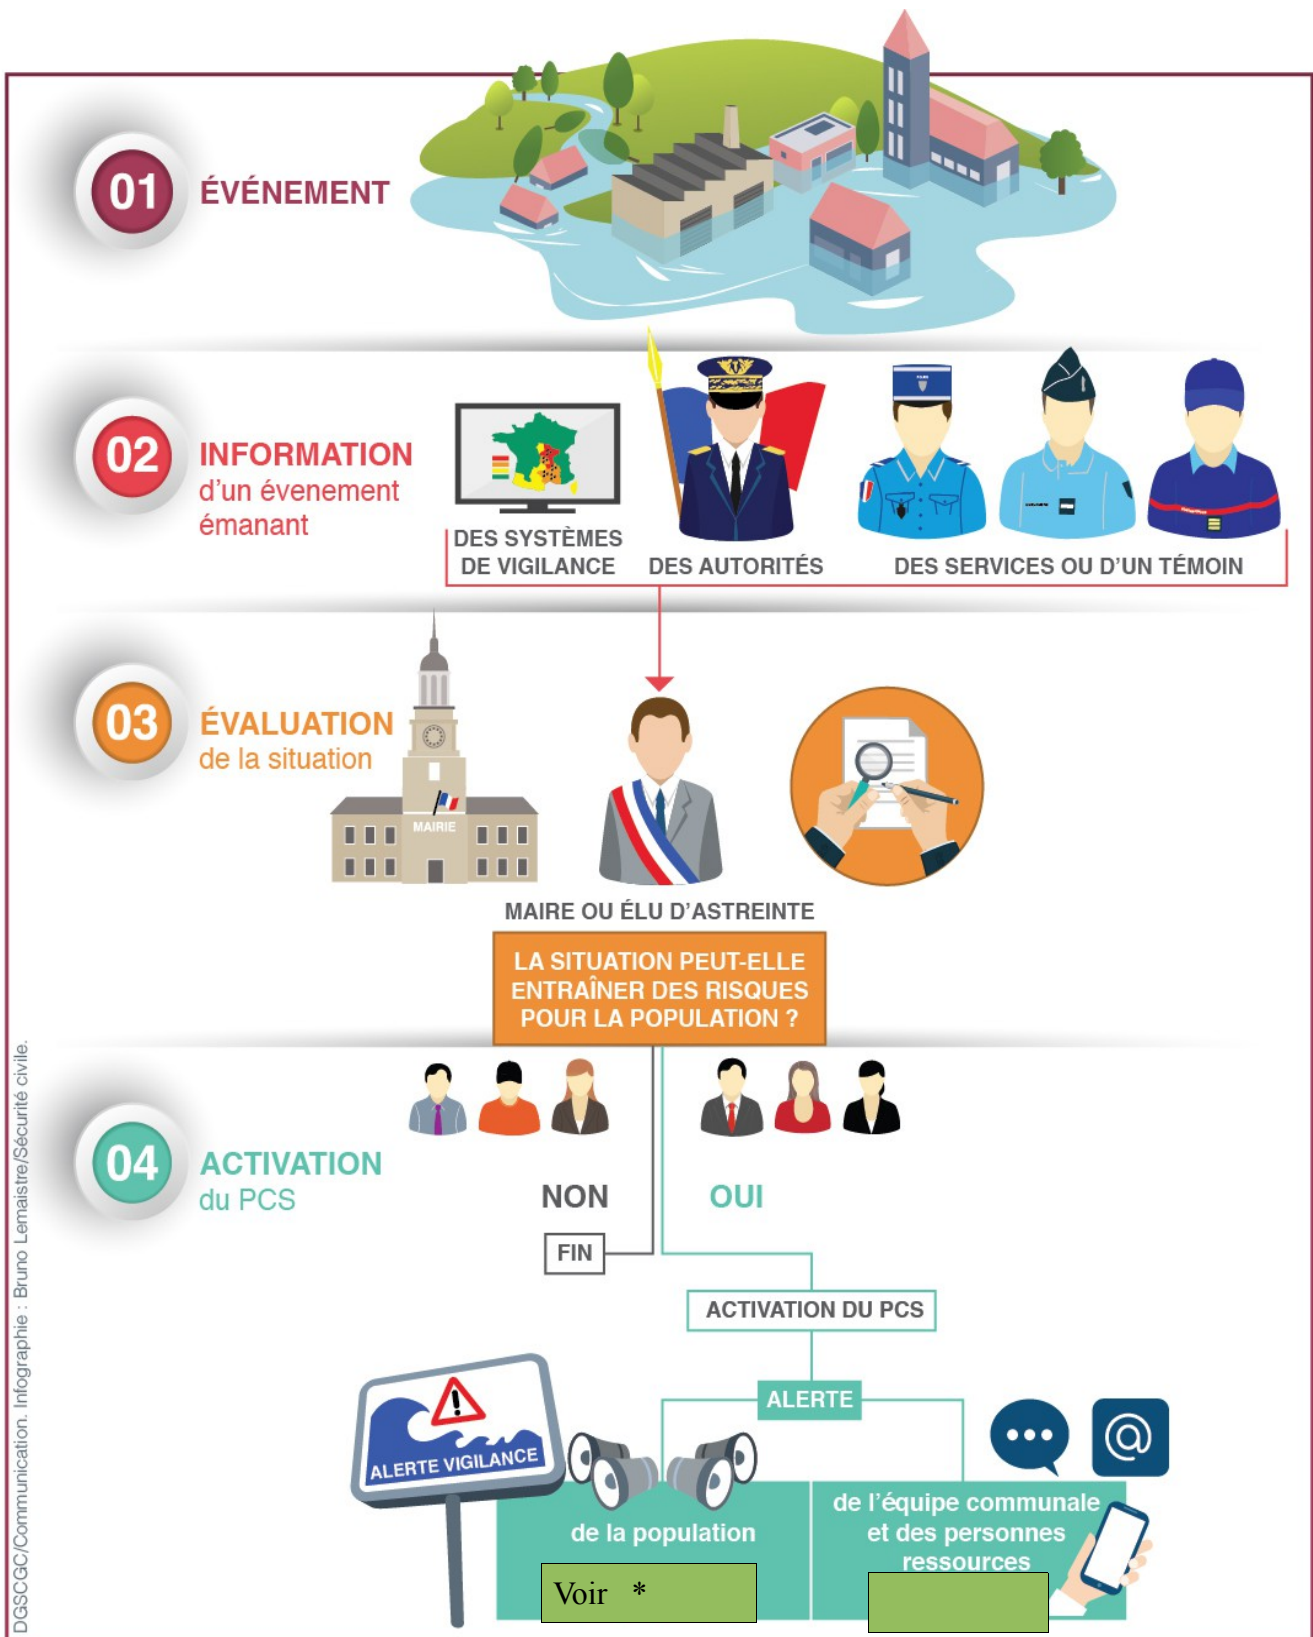 01
ÉVÉNEMENT
02
INFORMATION
d'un évenement
émanant
DES SYSTÈMES
DE VIGILANCE
DES AUTORITÉS
DES SERVICES OU D'UN TÉMOIN
03
ÉVALUATION
de la situation
MAIRIE
MAIRE OU ÉLU D'ASTREINTE
LA SITUATION PEUT-ELLE
ENTRAÎNER DES RISQUES
POUR LA POPULATION ?
04
ACTIVATION
du PCS
NON
OUI
FIN
ACTIVATION DU PCS
ALERTE
ALERTE VIGILANCE
@
de la population
Voir *
de l'équipe communale
et des personnes
ressources
DGSCGC/Communication. Infographie : Bruno Lemaistre/Sécurité civile.